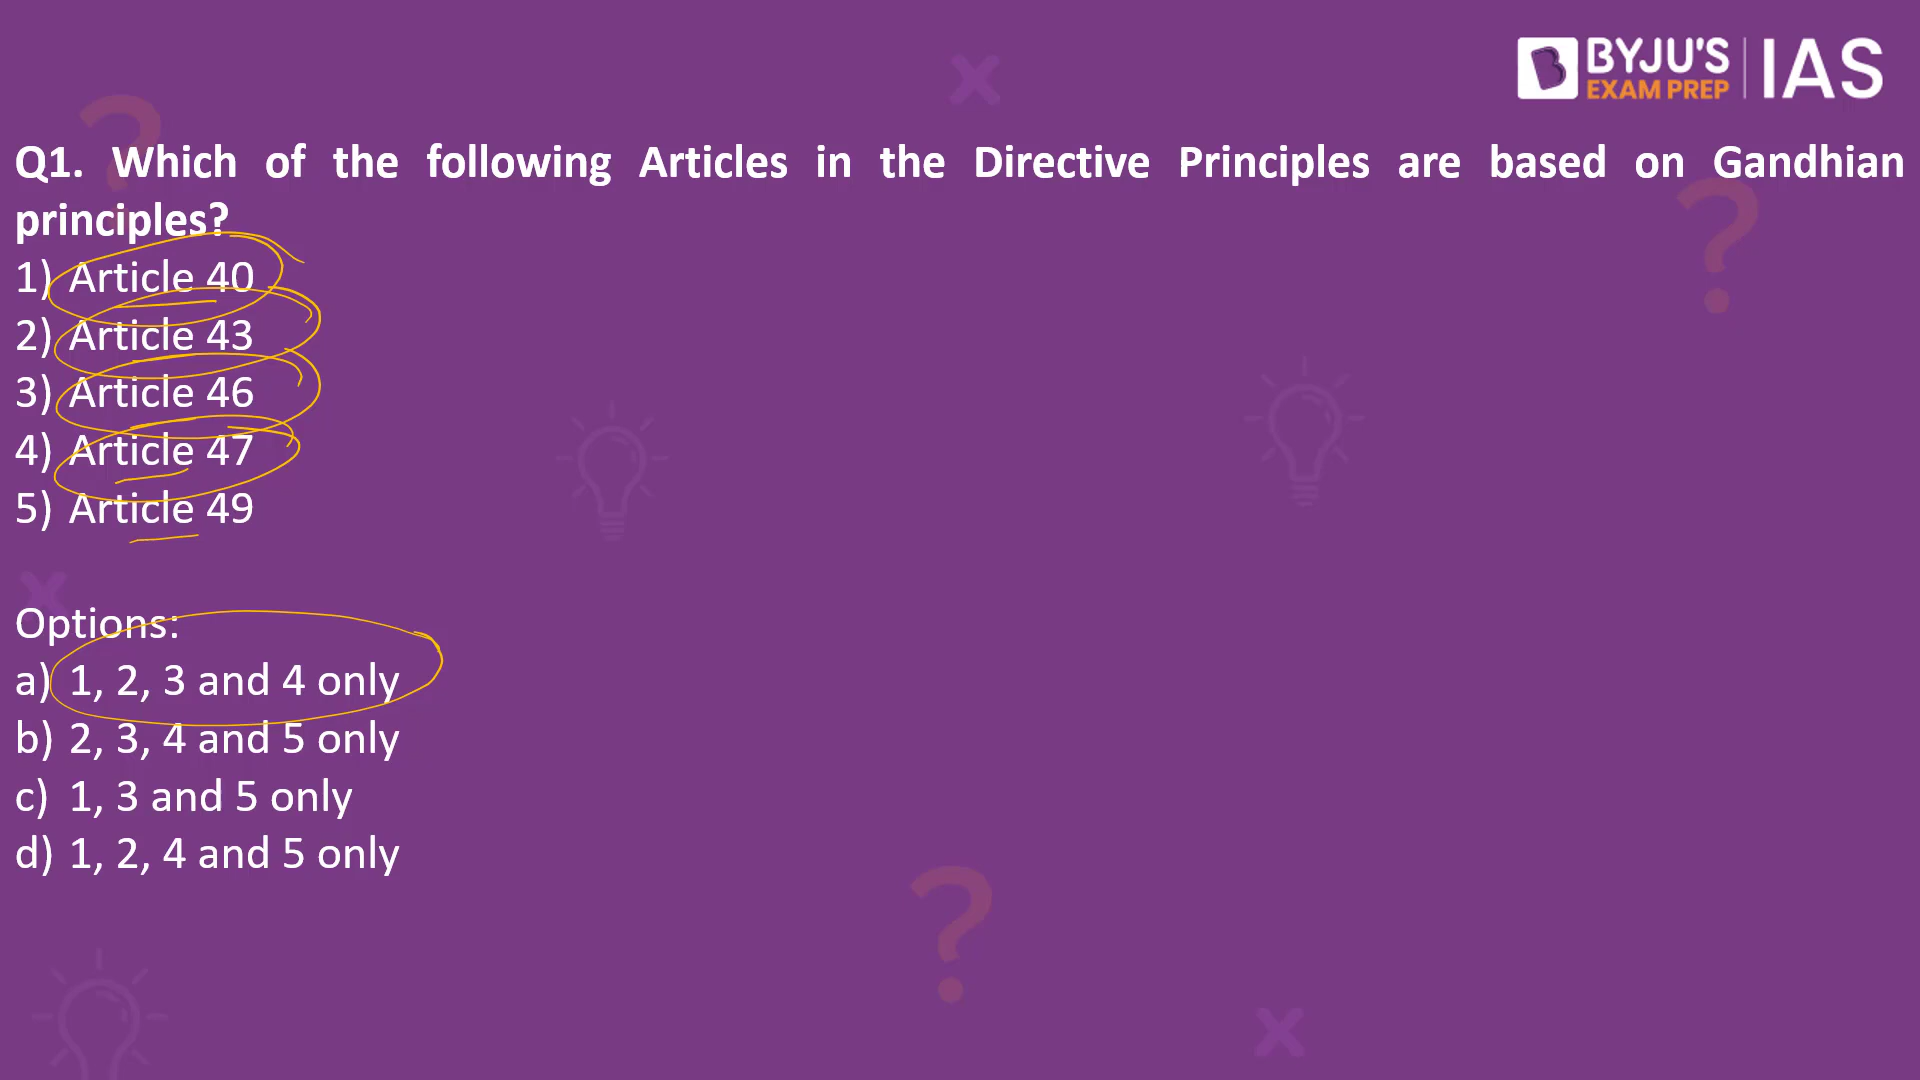 BYJU'S
EXAM PREP
IAS
Q1. Which of the following Articles in the Directive Principles are based on Gandhian
principles?
1) Article 40
2) Article 43
3) Article 46
4) Article 47
5) Article 49
Options:
a) 1, 2, 3 and 4 only
b) 2, 3, 4 and 5 only
c) 1, 3 and 5 only
d) 1, 2, 4 and 5 only